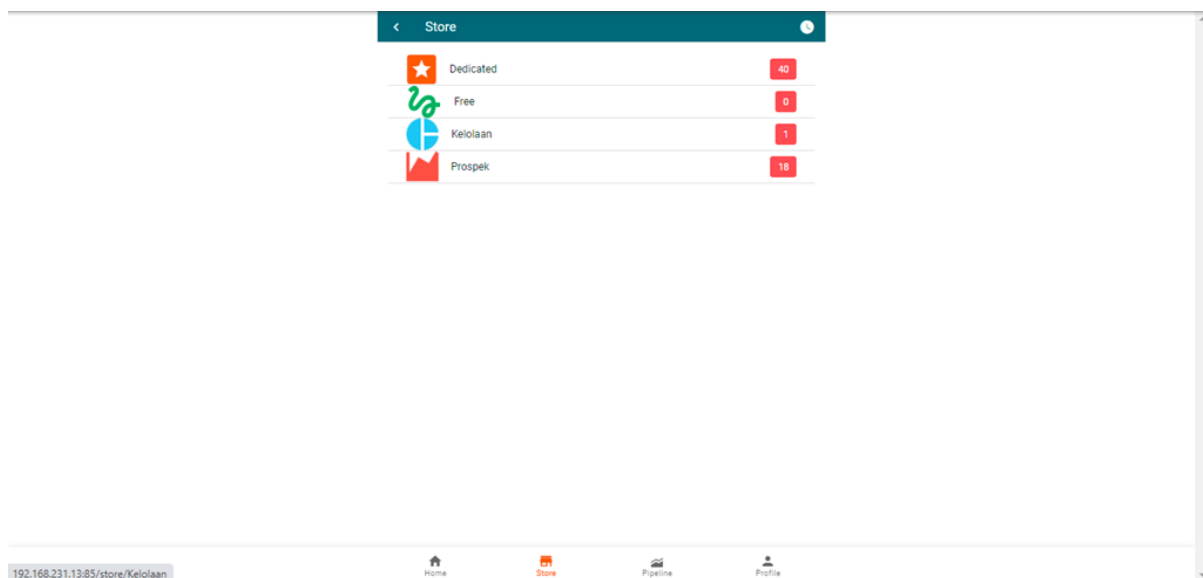 Store
Dedicated 40
Free 0
Kelolaan 1
Prospek 18
Home Store Pipeline Profile
192.168.231.13:85/store/Kelolaan